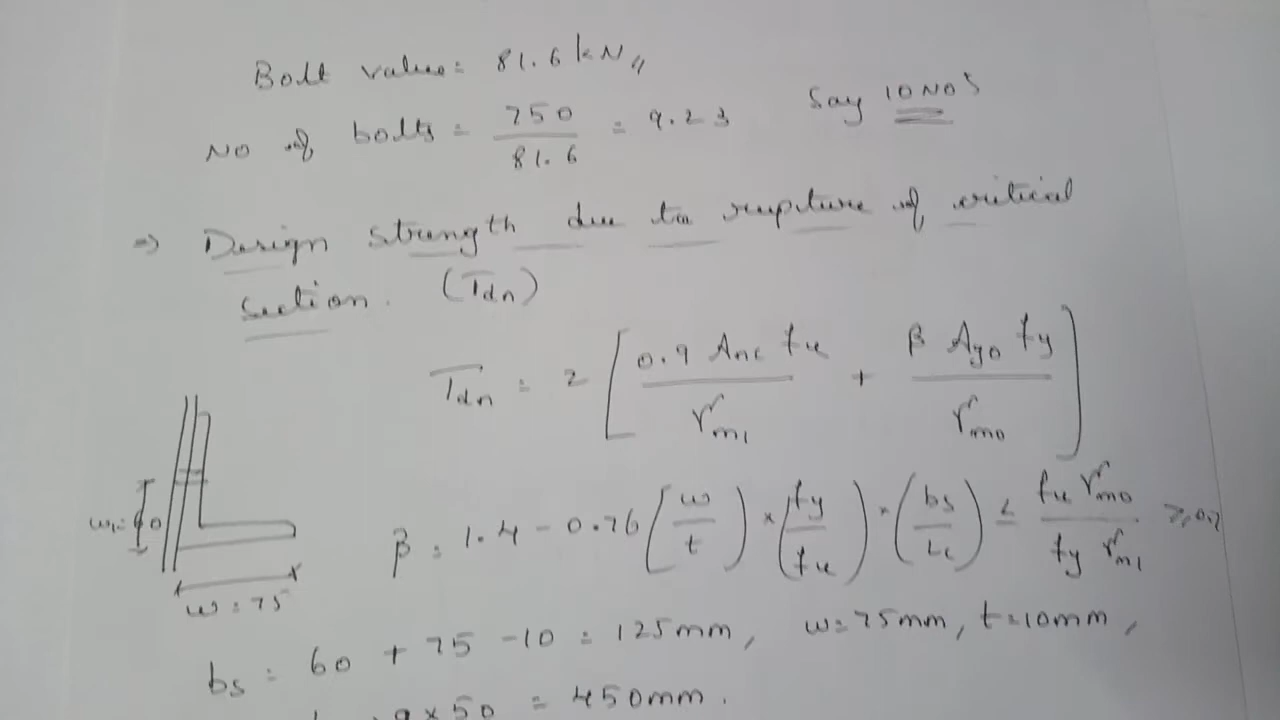 Bolt value = 81.6 kN,,
No of bolts = 750 / 81.6 = 9.23 Say 10 NOS
⇒ Design strength due to rupture of critical
section. (Tdn)
Tdn = 2 [ 0.9 Anc fu / γm1 + β Ago fy / γm0 ]
β = 1.4 - 0.76 (w/t) × (fy/fu) × (bs/Lc) ≤ fu γm0 / fy γm1 ≥ 0.7
w1 = 60
w = 75
bs = 60 + 75 - 10 = 125mm, w = 75mm, t = 10mm,
9 × 50 = 450mm.